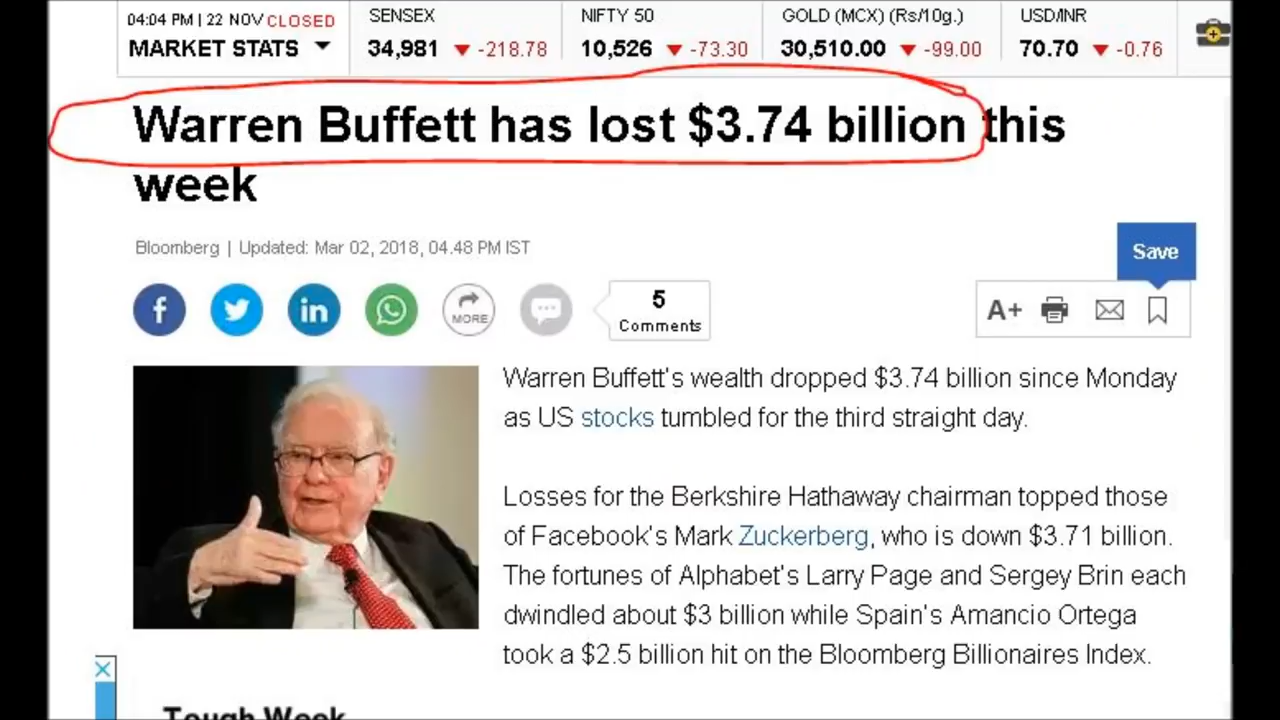 04:04 PM | 22 NOV CLOSED
MARKET STATS
SENSEX
34,981 -218.78
NIFTY 50
10,526 -73.30
GOLD (MCX) (Rs/10g.)
30,510.00 -99.00
USD/INR
70.70 -0.76
Warren Buffett has lost $3.74 billion this
week
Bloomberg | Updated: Mar 02, 2018, 04.48 PM IST
Save
MORE
5
Comments
A+
Warren Buffett's wealth dropped $3.74 billion since Monday
as US stocks tumbled for the third straight day.
Losses for the Berkshire Hathaway chairman topped those
of Facebook's Mark Zuckerberg, who is down $3.71 billion.
The fortunes of Alphabet's Larry Page and Sergey Brin each
dwindled about $3 billion while Spain's Amancio Ortega
took a $2.5 billion hit on the Bloomberg Billionaires Index.
Tough Week